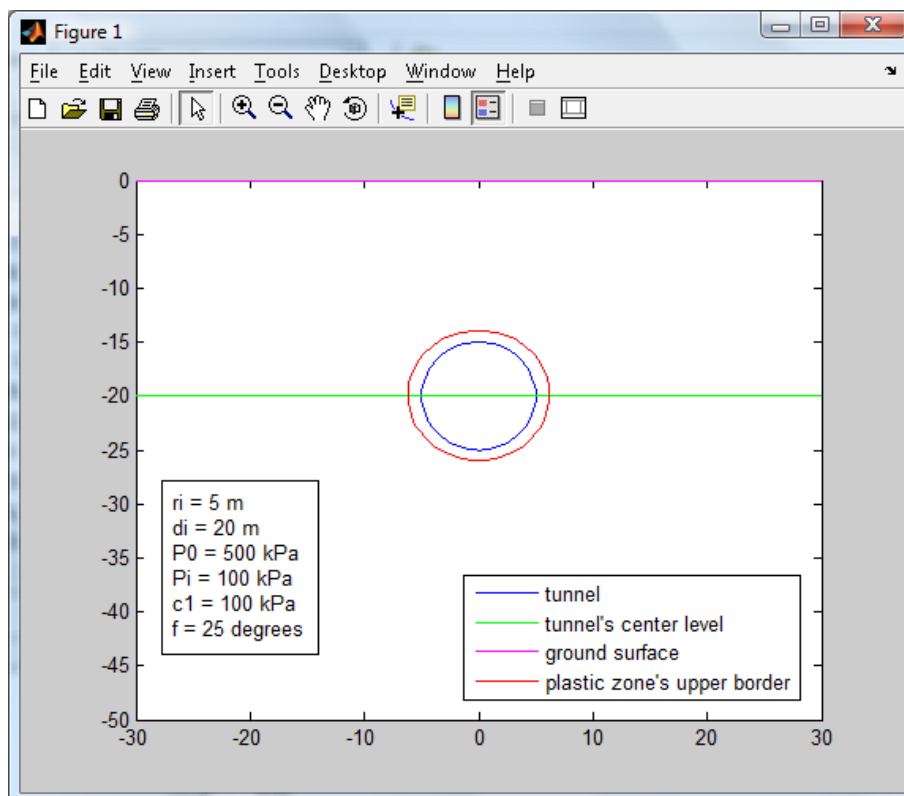 Figure 1
File Edit View Insert Tools Desktop Window Help
0
-5
-10
-15
-20
-25
-30
-35
-40
-45
-50
-30 -20 -10 0 10 20 30
ri = 5 m
di = 20 m
P0 = 500 kPa
Pi = 100 kPa
c1 = 100 kPa
f = 25 degrees
tunnel
tunnel's center level
ground surface
plastic zone's upper border